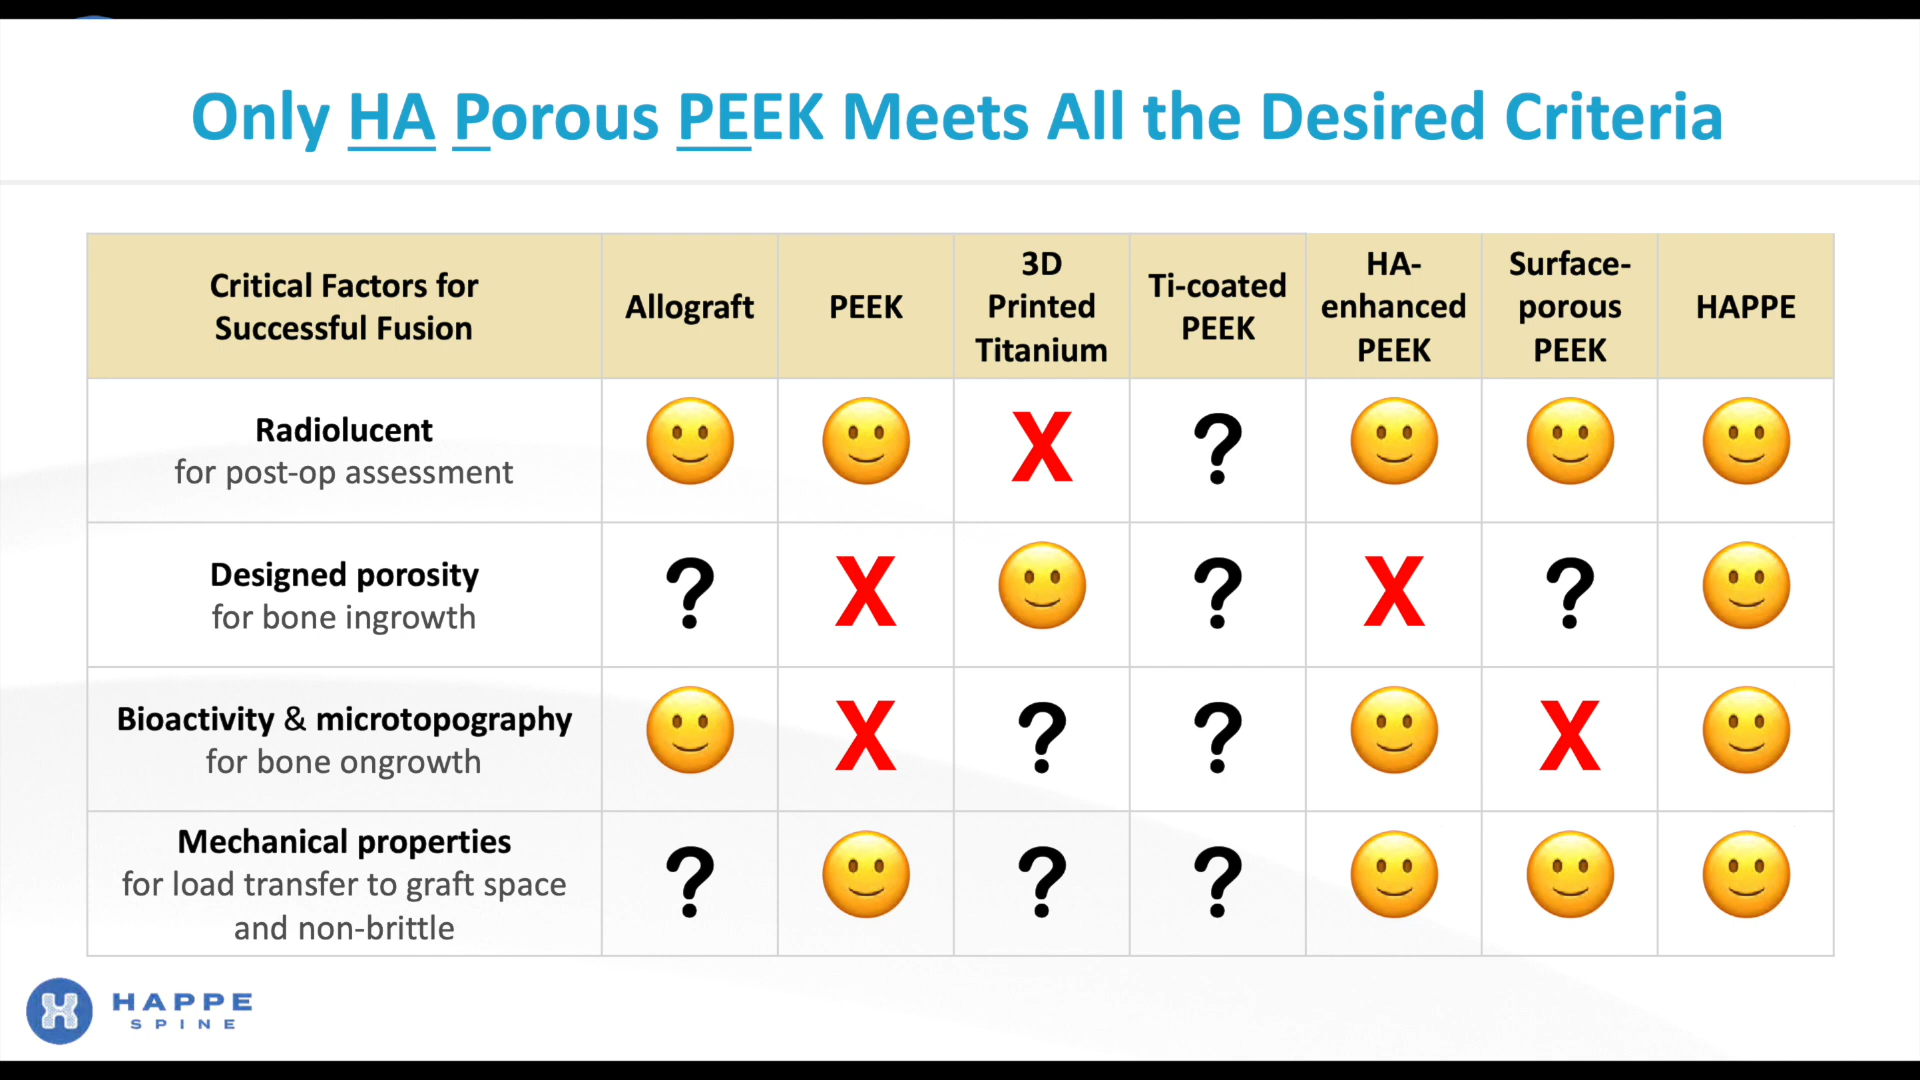 Only HA Porous PEEK Meets All the Desired Criteria
Critical Factors for
Successful Fusion
Allograft
PEEK
3D
Printed
Titanium
Ti-coated
PEEK
HA-
enhanced
PEEK
Surface-
porous
PEEK
HAPPE
Radiolucent
for post-op assessment
X
?
Designed porosity
for bone ingrowth
?
X
?
X
?
Bioactivity & microtopography
for bone ongrowth
X
?
?
X
Mechanical properties
for load transfer to graft space
and non-brittle
?
?
?
HAPPE
SPINE